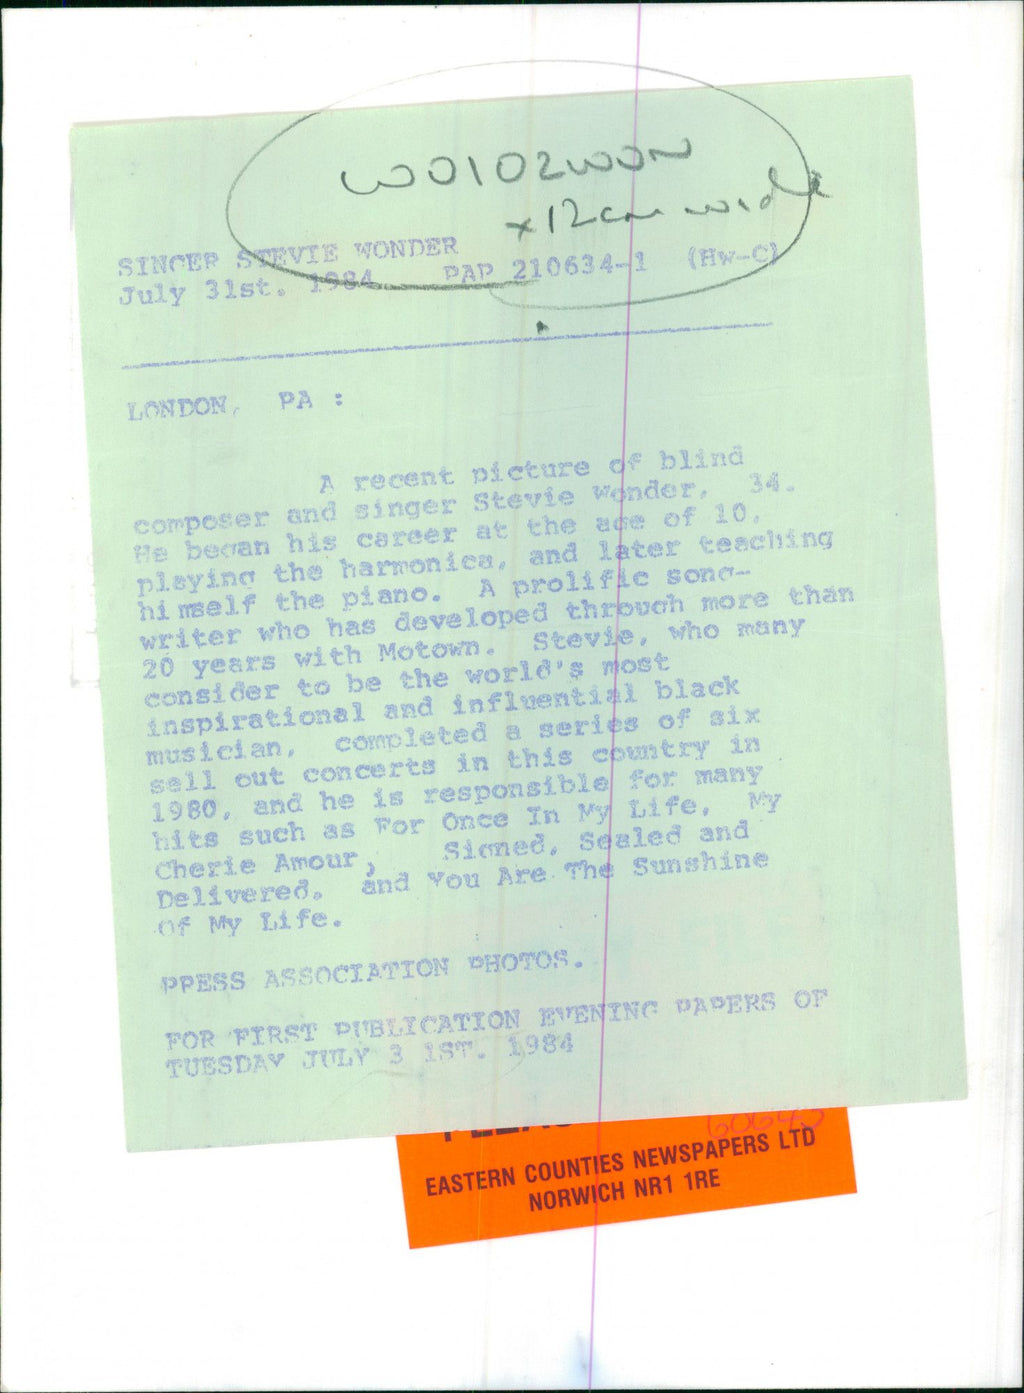 W0102WON
x12cm wide
SINGER STEVIE WONDER
July 31st. 1984 PAP 210634-1 (HW-C)
LONDON, PA :
A recent picture of blind
composer and singer Stevie Wonder, 34.
He began his career at the age of 10,
playing the harmonica, and later teaching
himself the piano. A prolific song-
writer who has developed through more than
20 years with Motown. Stevie, who many
consider to be the world's most
inspirational and influential black
musician, completed a series of six
sell out concerts in this country in
1980, and he is responsible for many
hits such as For Once In My Life, My
Cherie Amour, Signed, Sealed and
Delivered, and You Are The Sunshine
Of My Life.
PRESS ASSOCIATION PHOTOS.
FOR FIRST PUBLICATION EVENING PAPERS OF
TUESDAY JULY 3 1ST. 1984
60645
EASTERN COUNTIES NEWSPAPERS LTD
NORWICH NR1 1RE